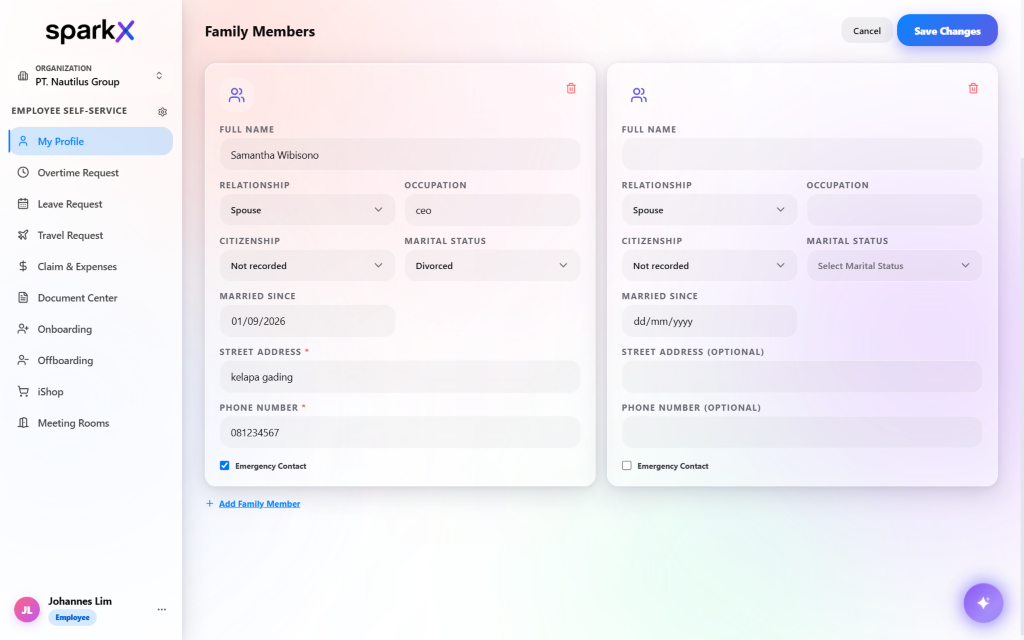 sparkX
ORGANIZATION
PT. Nautilus Group
EMPLOYEE SELF-SERVICE
My Profile
Overtime Request
Leave Request
Travel Request
Claim & Expenses
Document Center
Onboarding
Offboarding
iShop
Meeting Rooms
JL
Johannes Lim
Employee
Family Members
Cancel
Save Changes
FULL NAME
Samantha Wibisono
RELATIONSHIP OCCUPATION
Spouse ceo
CITIZENSHIP MARITAL STATUS
Not recorded Divorced
MARRIED SINCE
01/09/2026
STREET ADDRESS *
kelapa gading
PHONE NUMBER *
081234567
Emergency Contact
FULL NAME
RELATIONSHIP OCCUPATION
Spouse
CITIZENSHIP MARITAL STATUS
Not recorded Select Marital Status
MARRIED SINCE
dd/mm/yyyy
STREET ADDRESS (OPTIONAL)
PHONE NUMBER (OPTIONAL)
Emergency Contact
+ Add Family Member